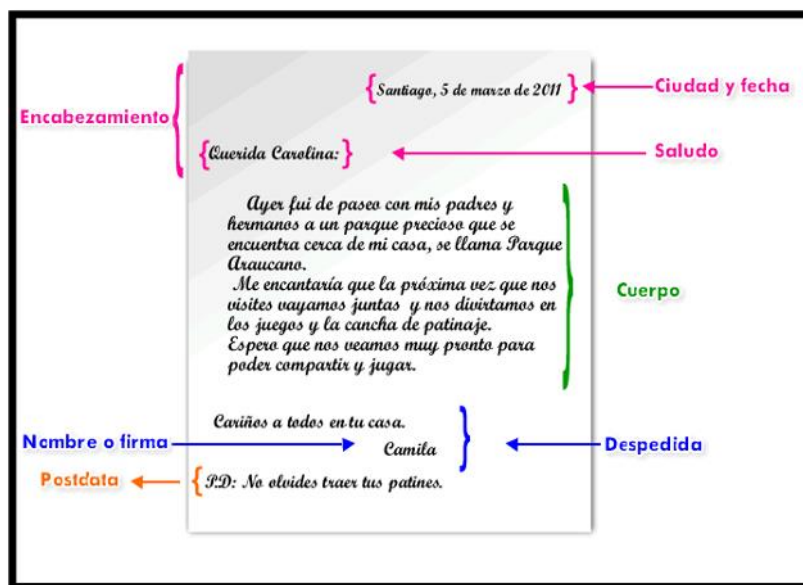 Santiago, 5 de marzo de 2011
Ciudad y fecha
Encabezamiento
Querida Carolina:
Saludo
Ayer fui de paseo con mis padres y
hermanos a un parque precioso que se
encuentra cerca de mi casa, se llama Parque
Araucano.
Me encantaría que la próxima vez que nos
visites vayamos juntas y nos divirtamos en
los juegos y la cancha de patinaje.
Espero que nos veamos muy pronto para
poder compartir y jugar.
Cuerpo
Cariños a todos en tu casa.
Nombre o firma
Camila
Despedida
Postdata
P.D: No olvides traer tus patines.